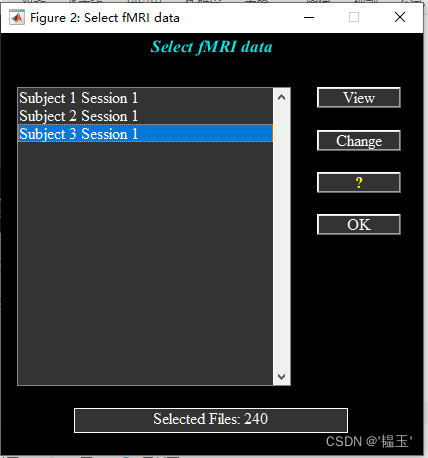 Figure 2: Select fMRI data
Select fMRI data
Subject 1 Session 1
Subject 2 Session 1
Subject 3 Session 1
View
Change
?
OK
Selected Files: 240
CSDN @'韫玉'